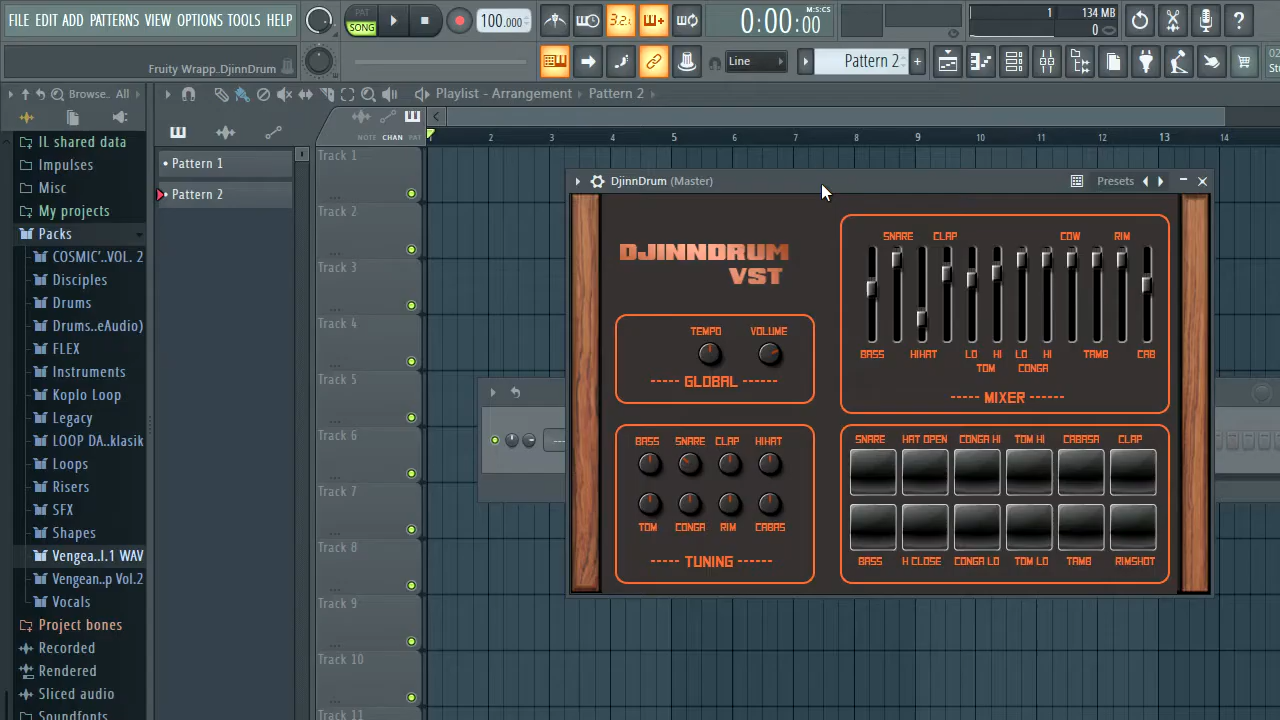 FILE EDIT ADD PATTERNS VIEW OPTIONS TOOLS HELP
PAT
SONG
100.000
3.2.
0:00:00
M:S:CS
1
134 MB
0
Fruity Wrapp..DjinnDrum
Line
Pattern 2
Browse.. All
Playlist - Arrangement
Pattern 2
NOTE CHAN PAT
1 2 3 4 5 6 7 8 9 10 11 12 13 14
IL shared data
Impulses
Misc
My projects
Packs
COSMIC'..VOL. 2
Disciples
Drums
Drums..eAudio)
FLEX
Instruments
Koplo Loop
Legacy
LOOP DA..klasik
Loops
Risers
SFX
Shapes
Vengea..l.1 WAV
Vengean..p Vol.2
Vocals
Project bones
Recorded
Rendered
Sliced audio
Soundfonts
Pattern 1
Pattern 2
Track 1
Track 2
Track 3
Track 4
Track 5
Track 6
Track 7
Track 8
Track 9
Track 10
Track 11
DjinnDrum (Master)
Presets
DJINNDRUM
VST
TEMPO VOLUME
----- GLOBAL ------
BASS SNARE CLAP HIHAT
TOM CONGA RIM CABAS
----- TUNING ------
SNARE CLAP COW RIM
BASS HIHAT LO HI LO HI TAMB CAB
TOM CONGA
----- MIXER ------
SNARE HAT OPEN CONGA HI TOM HI CABASA CLAP
BASS H CLOSE CONGA LO TOM LO TAMB RIMSHOT